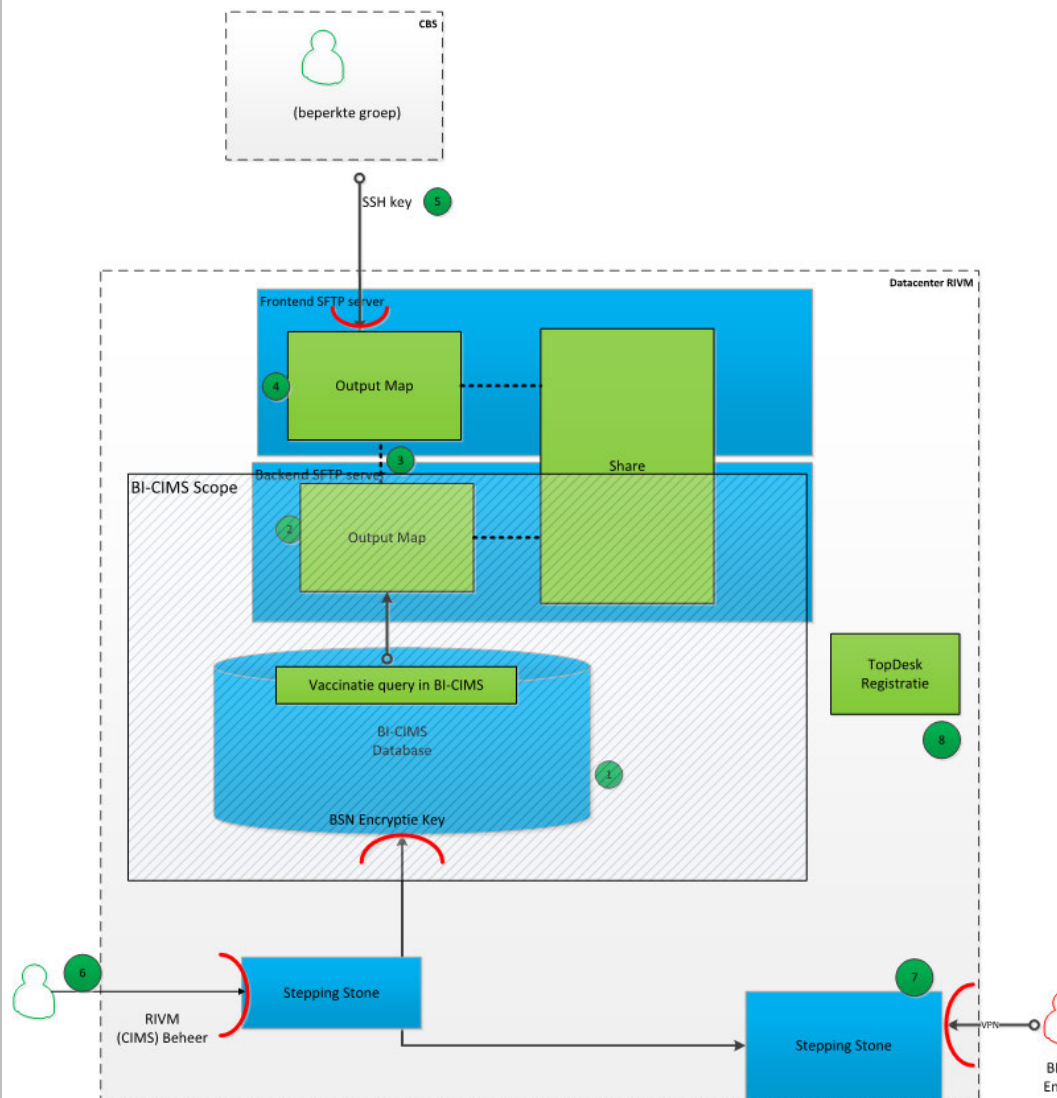 CBS
(beperkte groep)
SSH key
5
Datacenter RIVM
Frontend SFTP server
4
Output Map
3
Share
Backend SFTP server
BI-CIMS Scope
2
Output Map
TopDesk
Registratie
8
Vaccinatie query in BI-CIMS
BI-CIMS
Database
1
BSN Encryptie Key
6
Stepping Stone
7
RIVM
(CIMS) Beheer
VPN
Stepping Stone